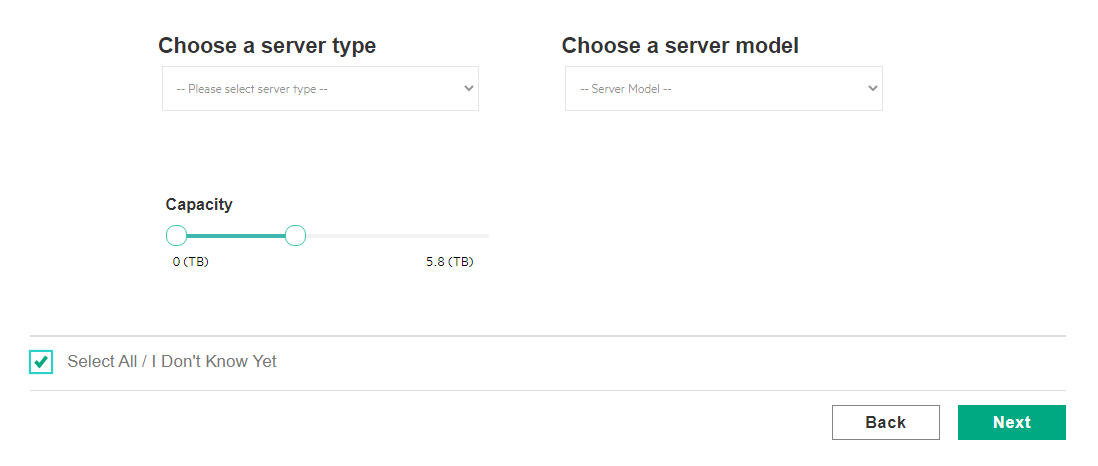 Choose a server type
Choose a server model
-- Please select server type --
-- Server Model --
Capacity
0 (TB)
5.8 (TB)
Select All / I Don't Know Yet
Back
Next